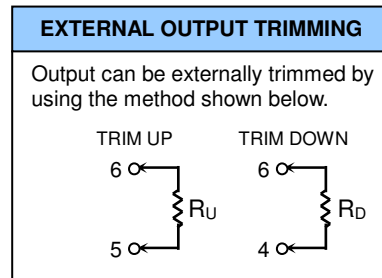 EXTERNAL OUTPUT TRIMMING
Output can be externally trimmed by
using the method shown below.
TRIM UP TRIM DOWN
6 6
RU RD
5 4